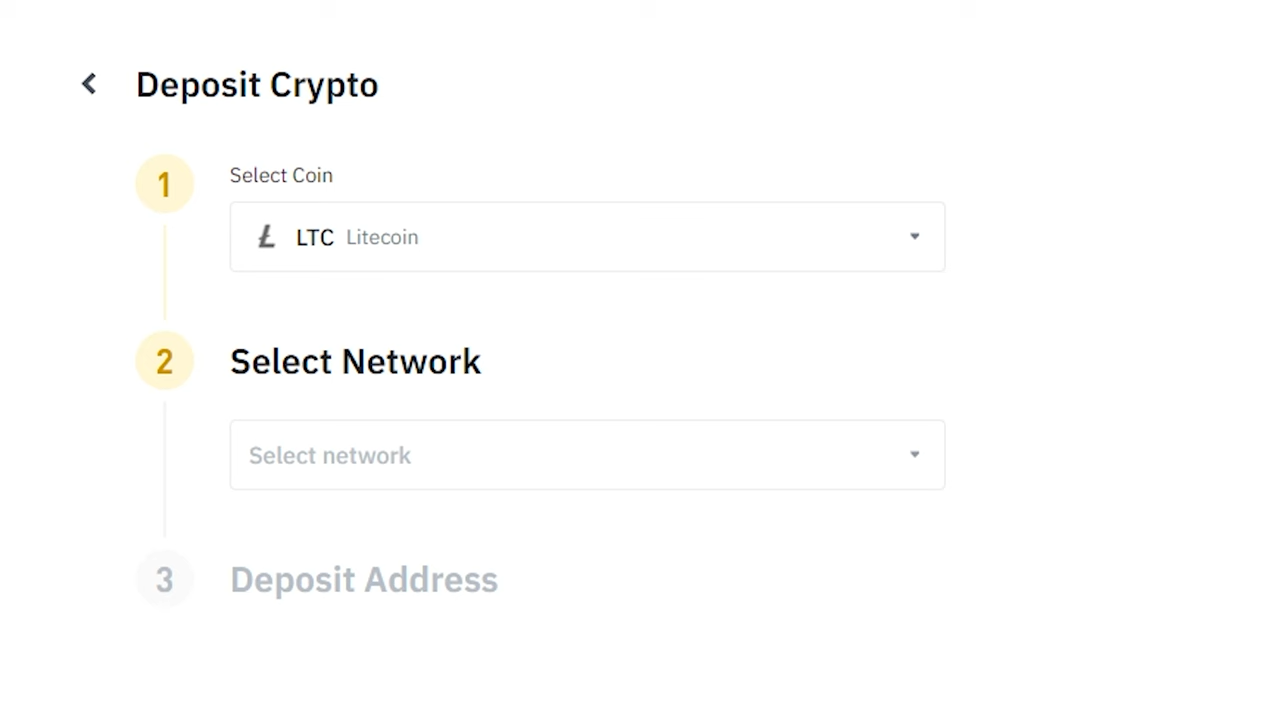 Deposit Crypto
1
Select Coin
LTC Litecoin
2
Select Network
Select network
3
Deposit Address